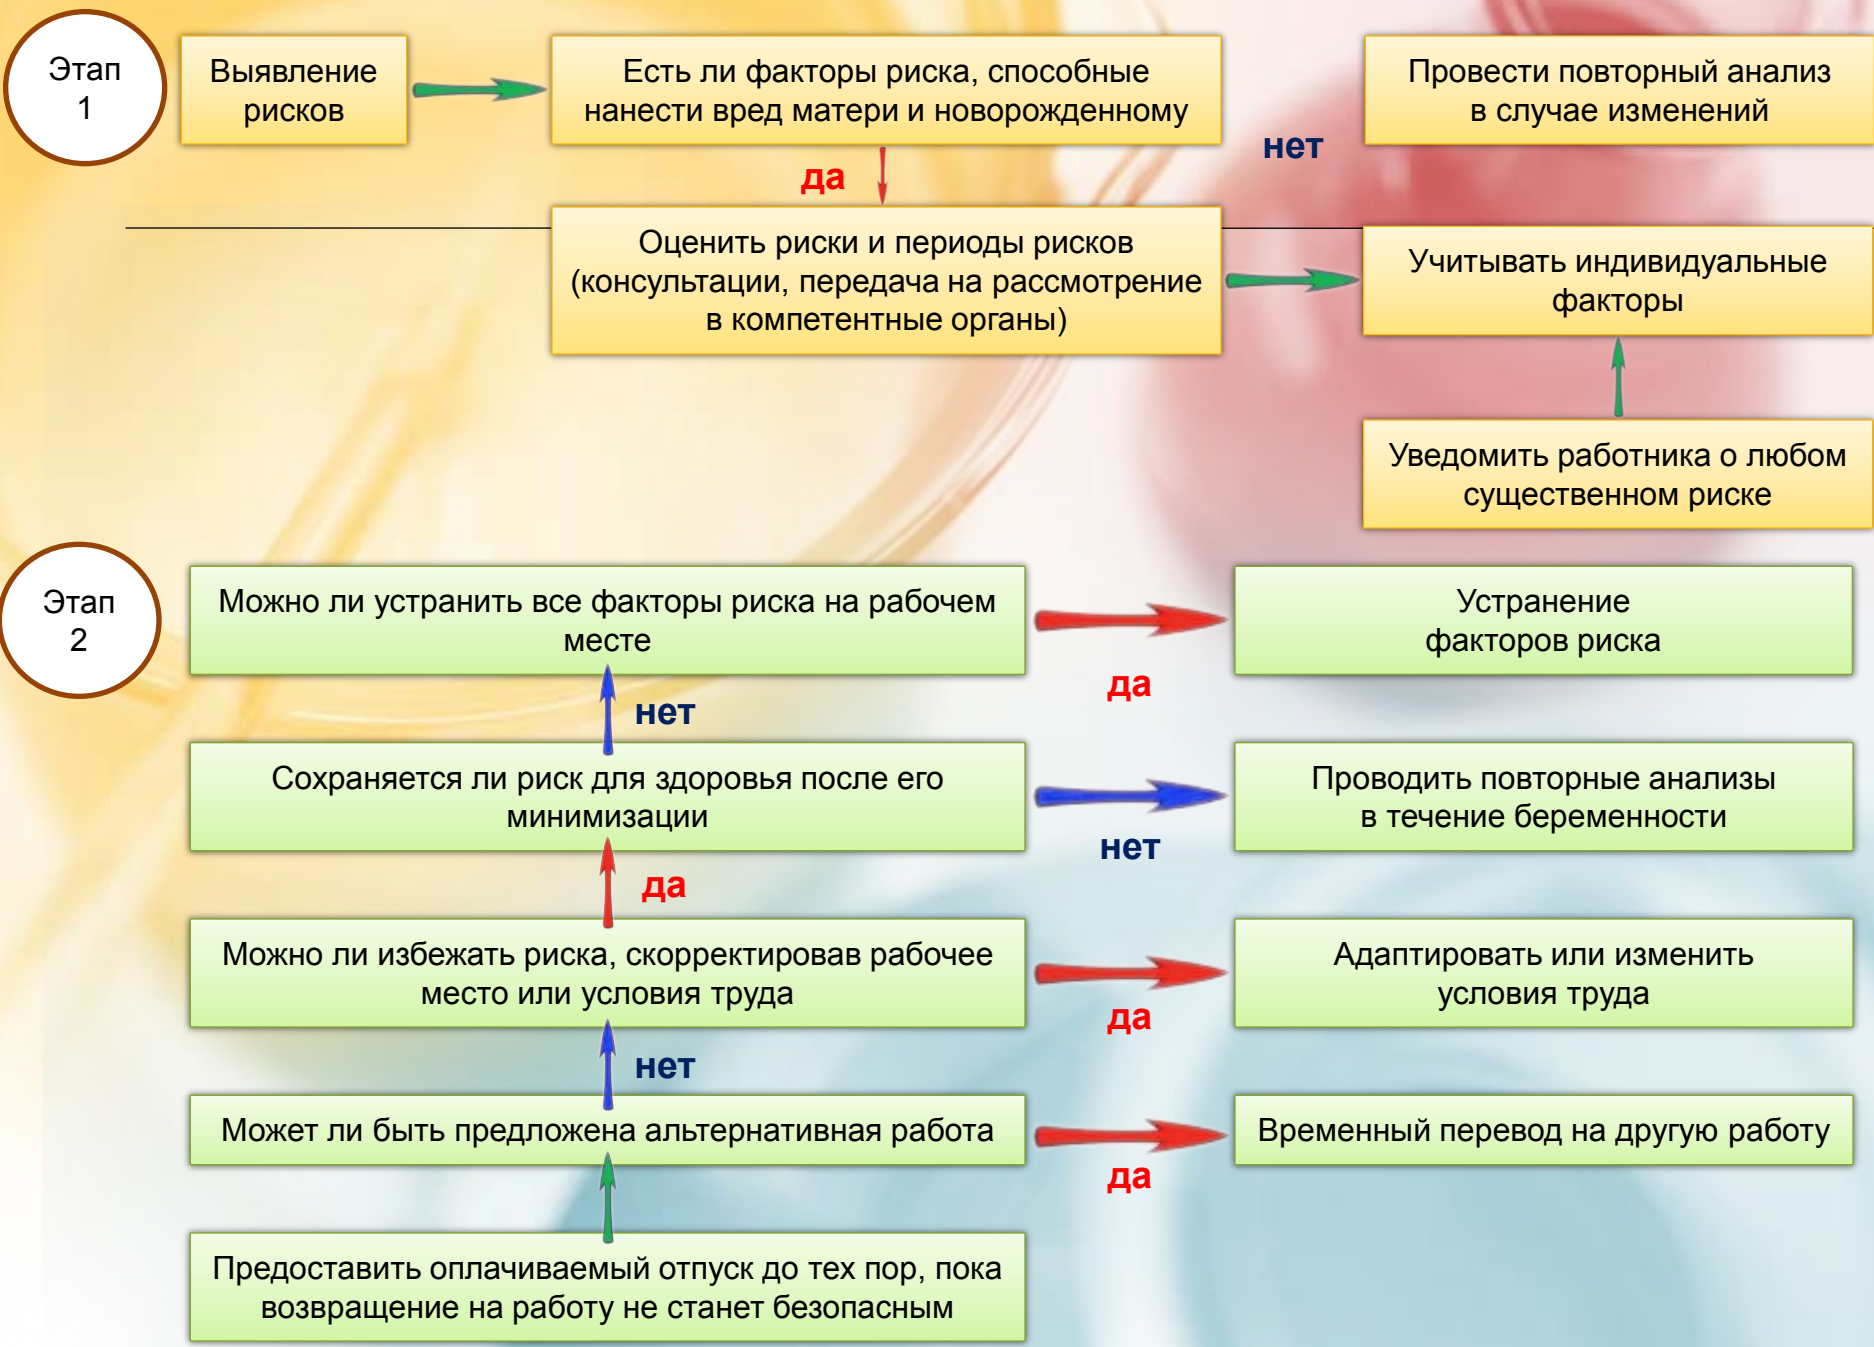 Этап
1
Выявление
рисков
Есть ли факторы риска, способные
нанести вред матери и новорожденному
нет
Провести повторный анализ
в случае изменений
да
Оценить риски и периоды рисков
(консультации, передача на рассмотрение
в компетентные органы)
Учитывать индивидуальные
факторы
Уведомить работника о любом
существенном риске
Этап
2
Можно ли устранить все факторы риска на рабочем
месте
да
Устранение
факторов риска
нет
Сохраняется ли риск для здоровья после его
минимизации
нет
Проводить повторные анализы
в течение беременности
да
Можно ли избежать риска, скорректировав рабочее
место или условия труда
да
Адаптировать или изменить
условия труда
нет
Может ли быть предложена альтернативная работа
да
Временный перевод на другую работу
Предоставить оплачиваемый отпуск до тех пор, пока
возвращение на работу не станет безопасным